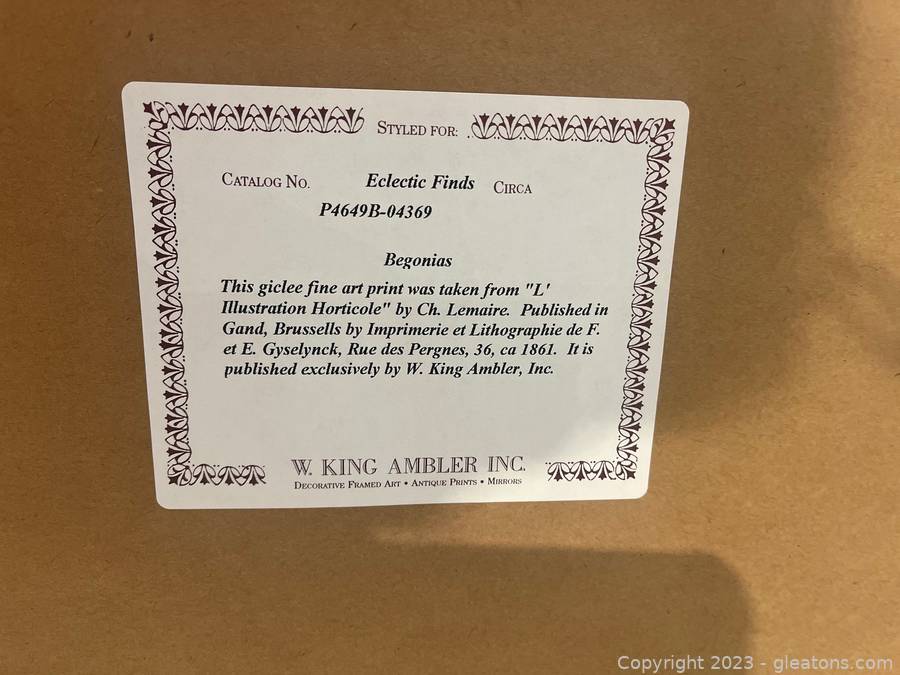 STYLED FOR:
CATALOG NO. Eclectic Finds CIRCA
P4649B-04369
Begonias
This giclee fine art print was taken from "L'
Illustration Horticole" by Ch. Lemaire. Published in
Gand, Brussells by Imprimerie et Lithographie de F.
et E. Gyselynck, Rue des Pergnes, 36, ca 1861. It is
published exclusively by W. King Ambler, Inc.
W. KING AMBLER INC.
DECORATIVE FRAMED ART • ANTIQUE PRINTS • MIRRORS
Copyright 2023 - gleatons.com